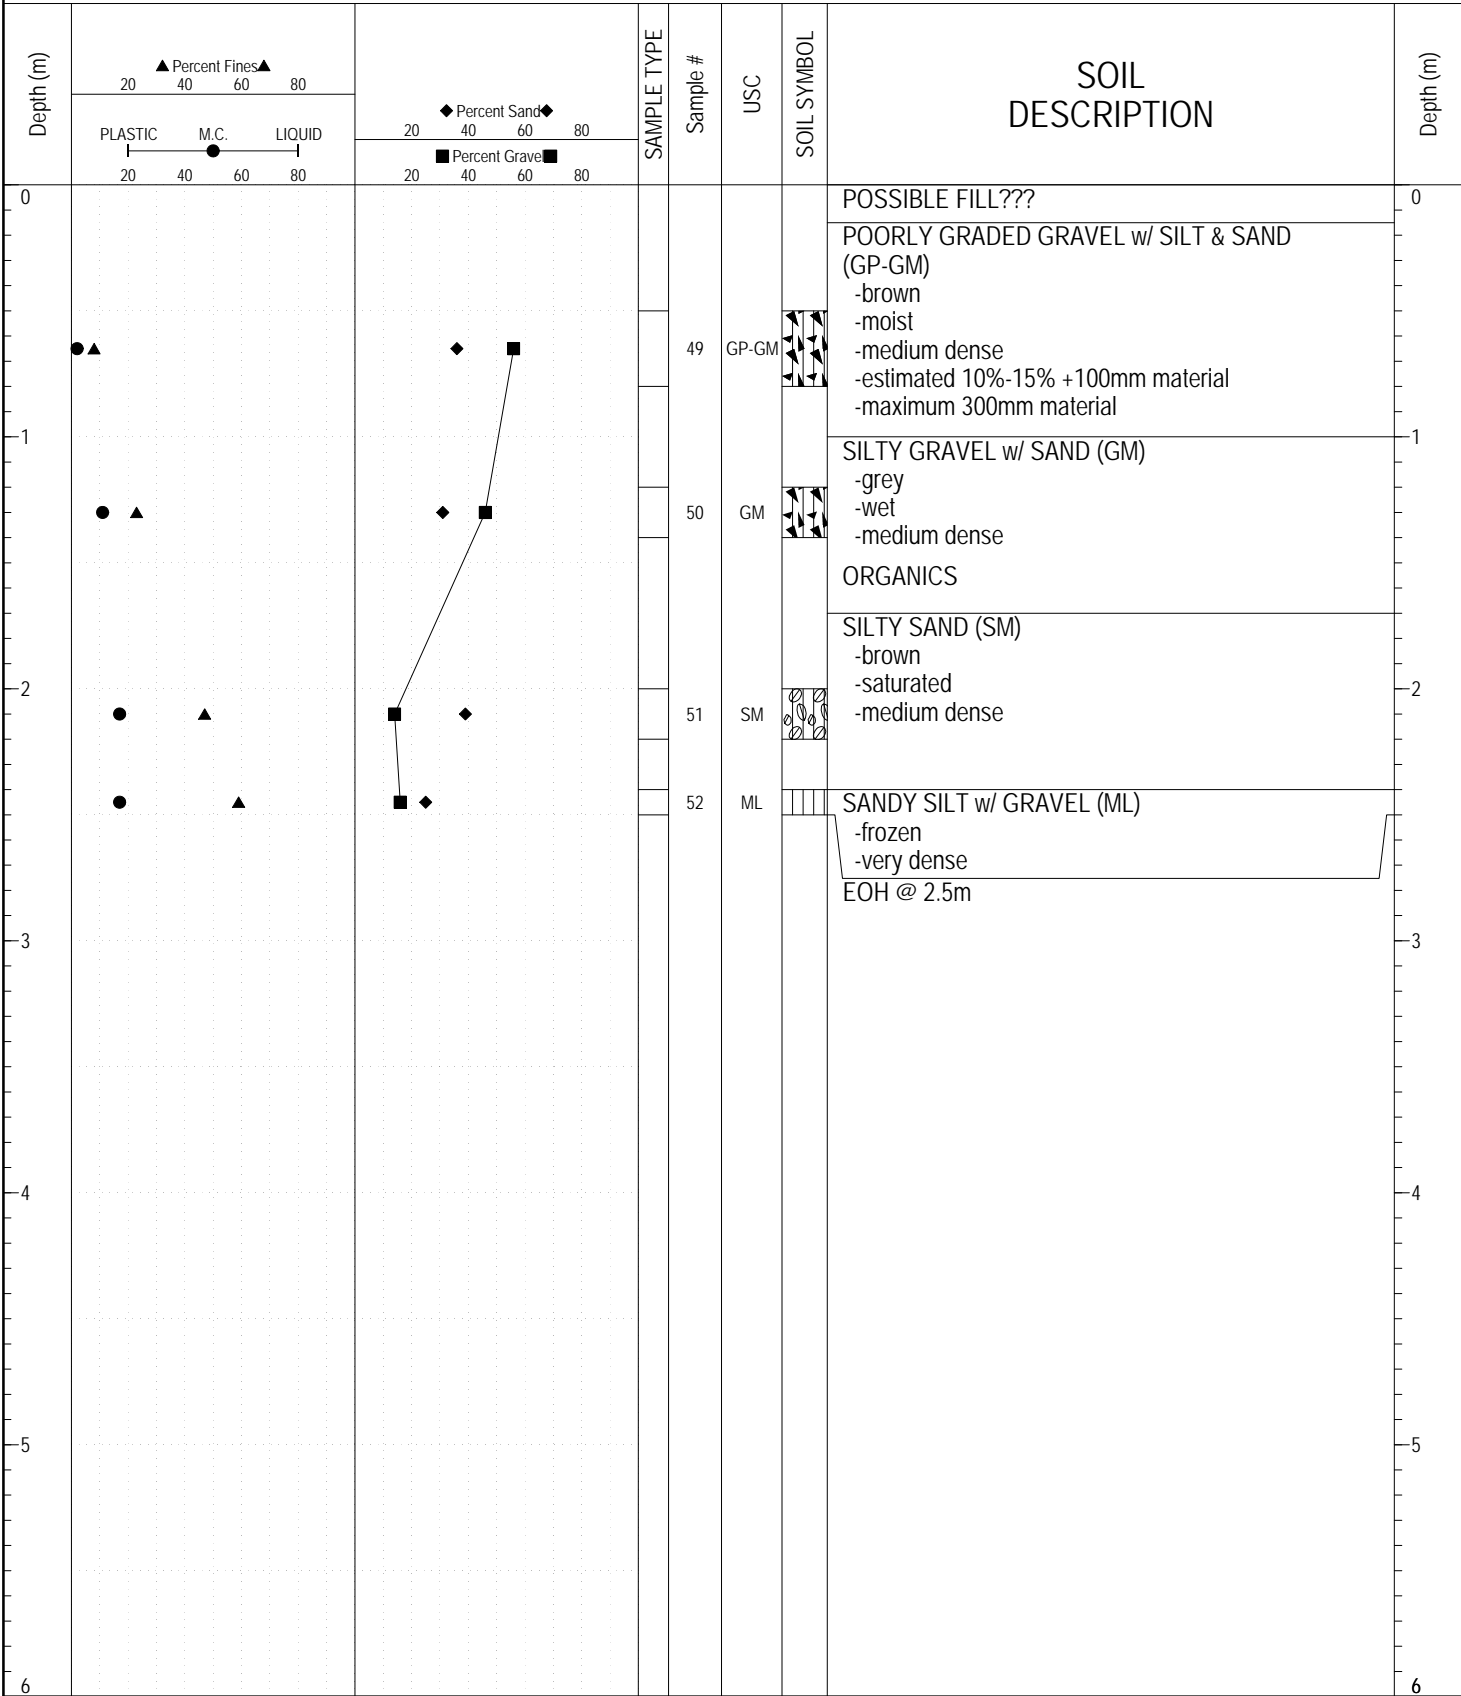 Depth (m)
Percent Fines
20 40 60 80
PLASTIC M.C. LIQUID
20 40 60 80
Percent Sand
20 40 60 80
Percent Gravel
20 40 60 80
SAMPLE TYPE
Sample #
USC
SOIL SYMBOL
SOIL
DESCRIPTION
Depth (m)
0 POSSIBLE FILL??? 0
POORLY GRADED GRAVEL w/ SILT & SAND
(GP-GM)
-brown
-moist
49 GP-GM -medium dense
-estimated 10%-15% +100mm material
-maximum 300mm material
1 1
SILTY GRAVEL w/ SAND (GM)
-grey
50 GM -wet
-medium dense
ORGANICS
SILTY SAND (SM)
-brown
2 -saturated 2
51 SM -medium dense
52 ML SANDY SILT w/ GRAVEL (ML)
-frozen
-very dense
EOH @ 2.5m
3 3
4 4
5 5
6 6